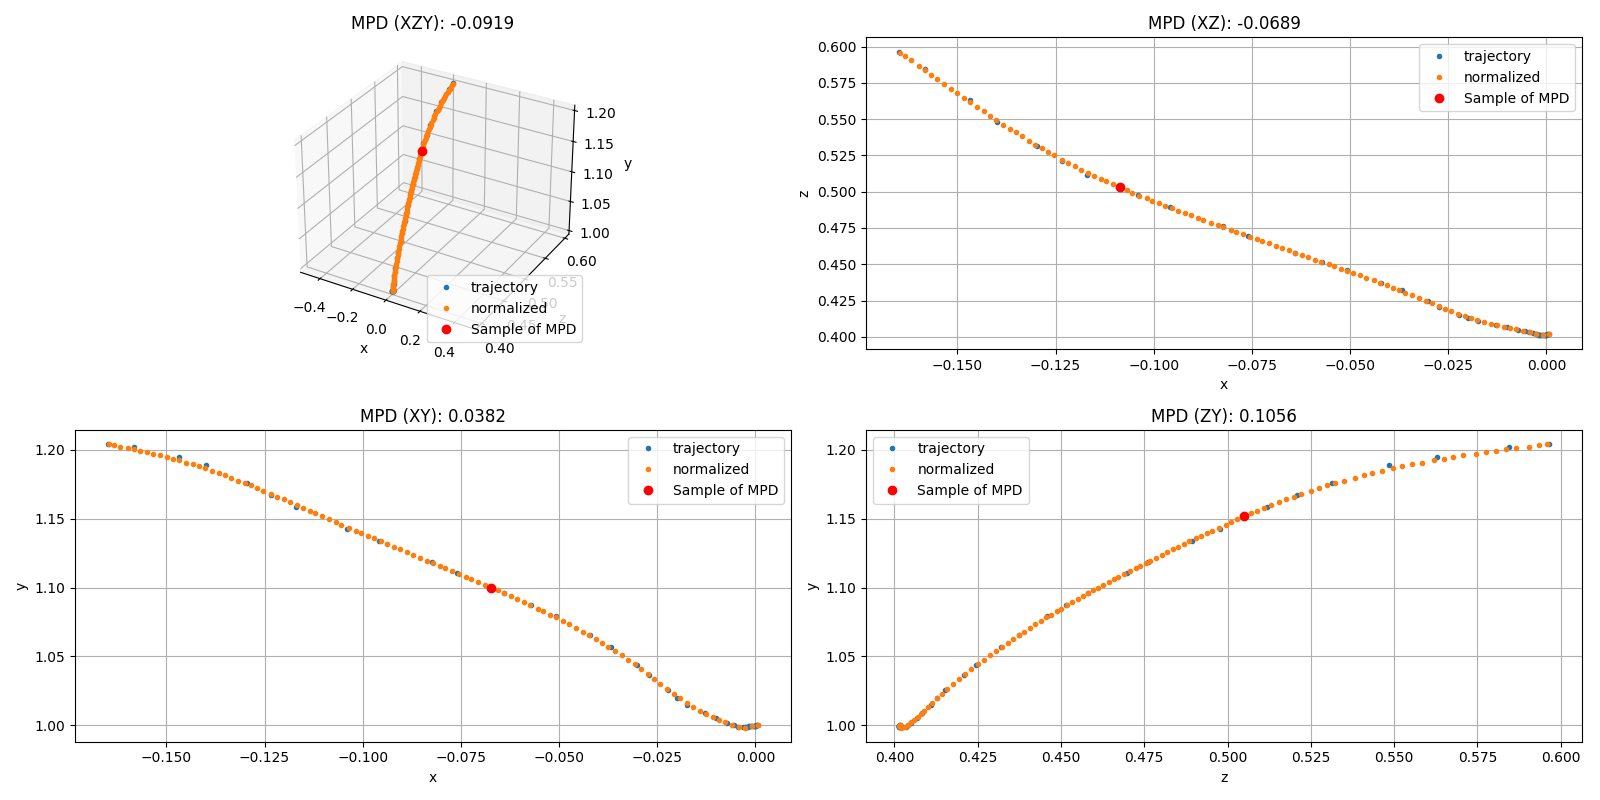 MPD (XZY): -0.0919
1.20
1.15
y
1.10
1.05
1.00
0.60
0.55
0.50
z
0.45
0.40
−0.4
−0.2
0.0
0.2
0.4
x
trajectory
normalized
Sample of MPD
MPD (XZ): -0.0689
0.600
0.575
0.550
0.525
0.500
0.475
0.450
0.425
0.400
z
trajectory
normalized
Sample of MPD
−0.150 −0.125 −0.100 −0.075 −0.050 −0.025 0.000
x
MPD (XY): 0.0382
1.20
1.15
1.10
1.05
1.00
y
trajectory
normalized
Sample of MPD
−0.150 −0.125 −0.100 −0.075 −0.050 −0.025 0.000
x
MPD (ZY): 0.1056
1.20
1.15
1.10
1.05
1.00
y
trajectory
normalized
Sample of MPD
0.400 0.425 0.450 0.475 0.500 0.525 0.550 0.575 0.600
z